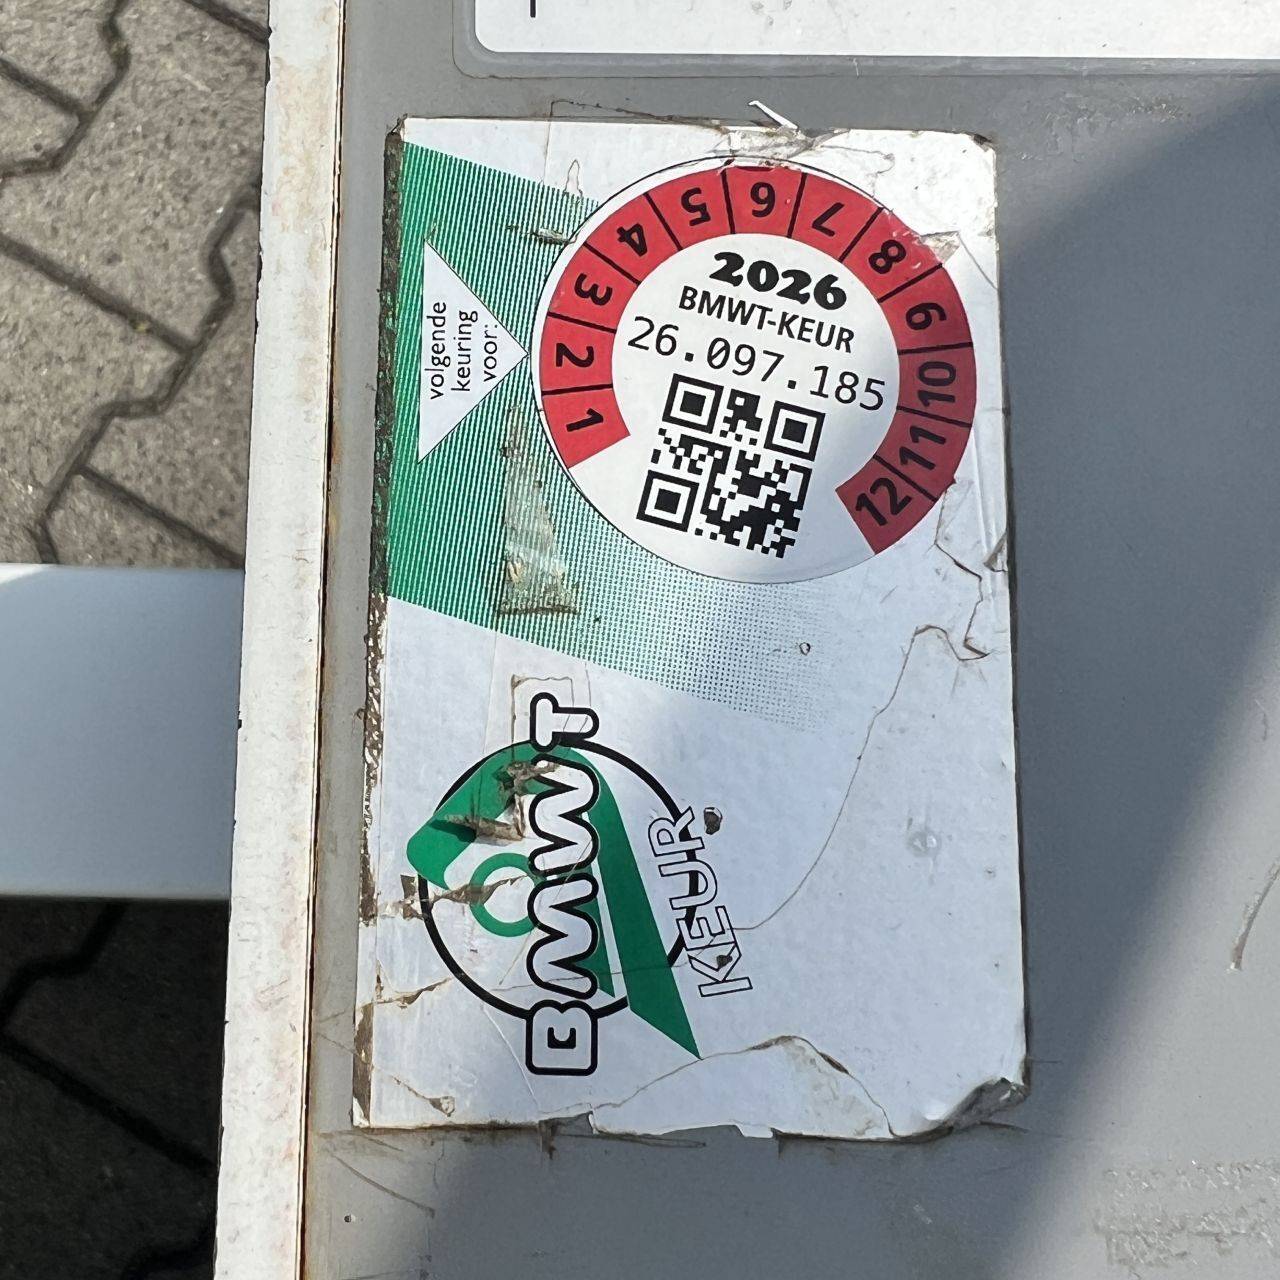 volgende
keuring
voor:
1 2 3 4 5 6 7 8 9 10 11 12
2026
BMWT-KEUR
26.097.185
BMWT
KEUR